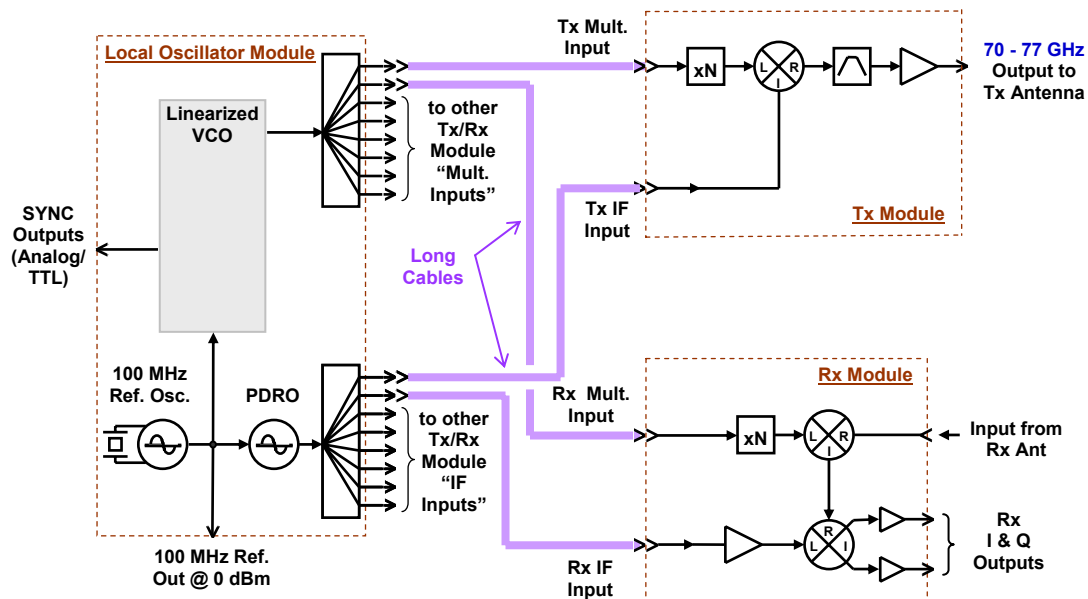 Local Oscillator Module
Linearized
VCO
SYNC
Outputs
(Analog/
TTL)
100 MHz
Ref. Osc.
PDRO
100 MHz Ref.
Out @ 0 dBm
to other
Tx/Rx
Module
“Mult.
Inputs”
to other
Tx/Rx
Module
“IF
Inputs”
Long
Cables
Tx Mult.
Input
Tx IF
Input
Rx Mult.
Input
Rx IF
Input
xN
L
R
I
Tx Module
70 - 77 GHz
Output to
Tx Antenna
Rx Module
xN
L
R
I
Input from
Rx Ant
R
L
I
Rx
I & Q
Outputs